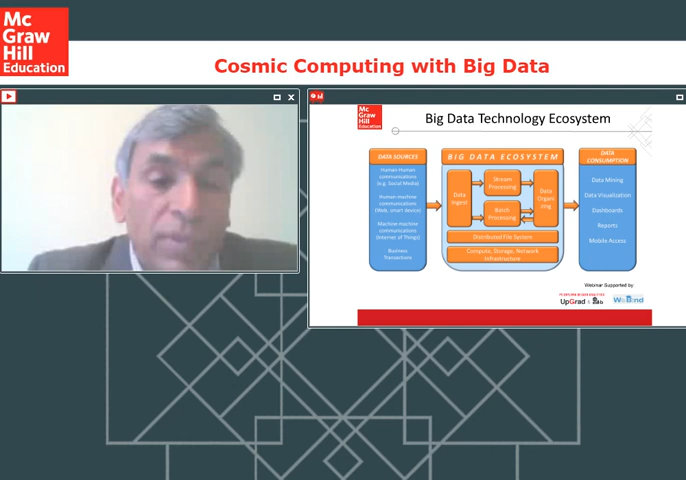 Mc
Graw
Hill
Education
Cosmic Computing with Big Data
Mc
Graw
Hill
Education
Big Data Technology Ecosystem
DATA SOURCES
Human-Human
communications
(e.g. Social Media)
Human-machine
communications
(Web, smart device)
Machine-machine
communications
(Internet of Things)
Business
Transactions
BIG DATA ECOSYSTEM
Data
Ingest
Stream
Processing
Batch
Processing
Data
Organi
zing
Distributed File System
Compute, Storage, Network
Infrastructure
DATA
CONSUMPTION
Data Mining
Data Visualization
Dashboards
Reports
Mobile Access
Webinar Supported by
UpGrad